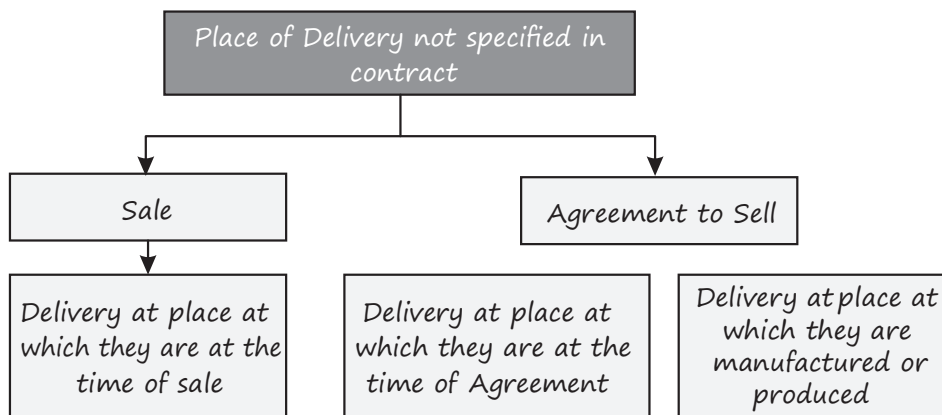 Place of Delivery not specified in
contract
Sale
Agreement to Sell
Delivery at place at
which they are at the
time of sale
Delivery at place at
which they are at the
time of Agreement
Delivery at place at
which they are
manufactured or
produced